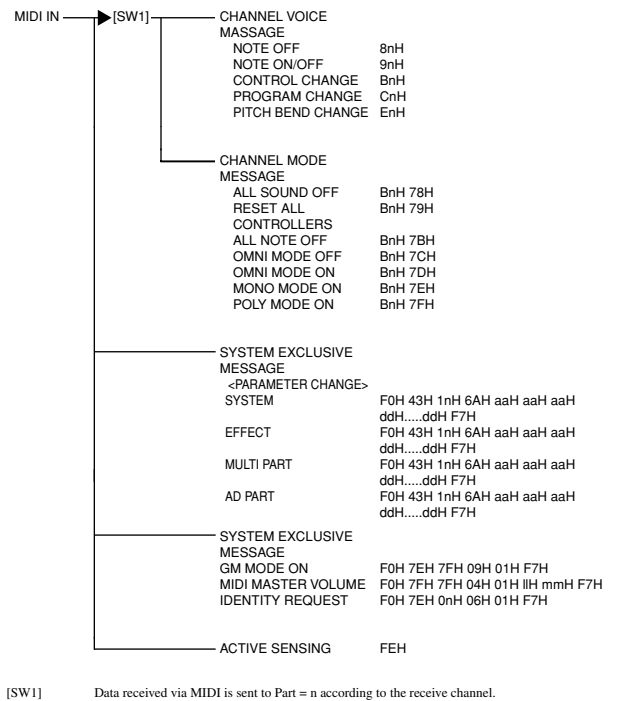 MIDI IN [SW1] CHANNEL VOICE
MASSAGE
NOTE OFF 8nH
NOTE ON/OFF 9nH
CONTROL CHANGE BnH
PROGRAM CHANGE CnH
PITCH BEND CHANGE EnH
CHANNEL MODE
MESSAGE
ALL SOUND OFF BnH 78H
RESET ALL BnH 79H
CONTROLLERS
ALL NOTE OFF BnH 7BH
OMNI MODE OFF BnH 7CH
OMNI MODE ON BnH 7DH
MONO MODE ON BnH 7EH
POLY MODE ON BnH 7FH
SYSTEM EXCLUSIVE
MESSAGE
<PARAMETER CHANGE>
SYSTEM F0H 43H 1nH 6AH aaH aaH aaH
ddH.....ddH F7H
EFFECT F0H 43H 1nH 6AH aaH aaH aaH
ddH.....ddH F7H
MULTI PART F0H 43H 1nH 6AH aaH aaH aaH
ddH.....ddH F7H
AD PART F0H 43H 1nH 6AH aaH aaH aaH
ddH.....ddH F7H
SYSTEM EXCLUSIVE
MESSAGE
GM MODE ON F0H 7EH 7FH 09H 01H F7H
MIDI MASTER VOLUME F0H 7FH 7FH 04H 01H llH mmH F7H
IDENTITY REQUEST F0H 7EH 0nH 06H 01H F7H
ACTIVE SENSING FEH
[SW1] Data received via MIDI is sent to Part = n according to the receive channel.